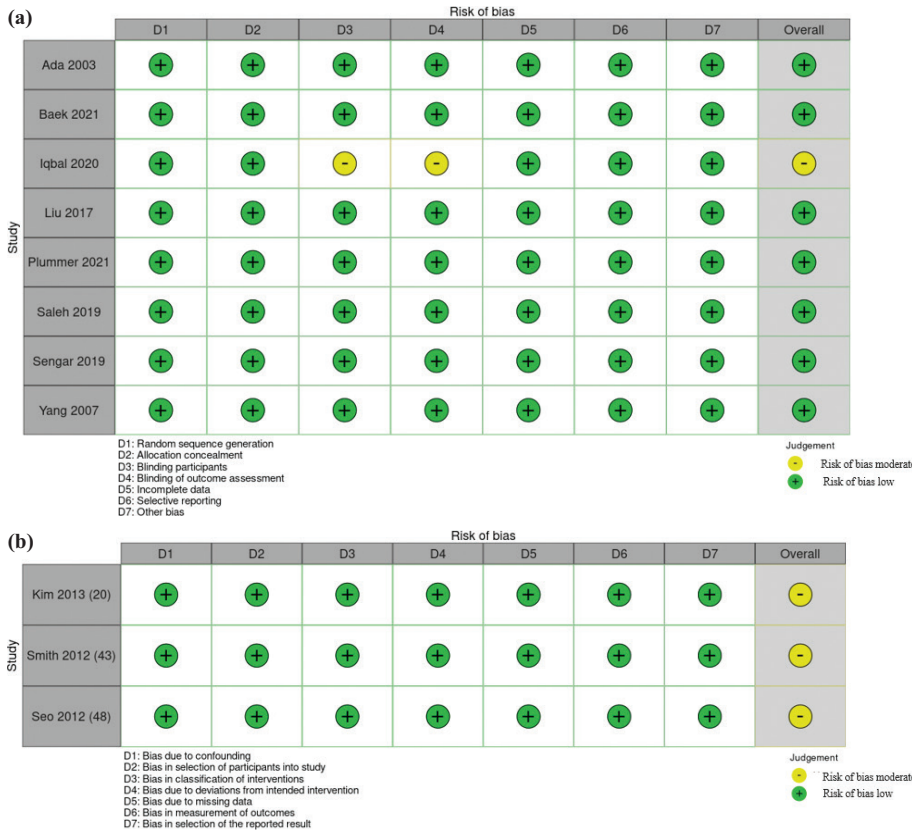 (a)
Risk of bias
D1 D2 D3 D4 D5 D6 D7 Overall
Study
Ada 2003 + + + + + + + +
Baek 2021 + + + + + + + +
Iqbal 2020 + + - - + + + -
Liu 2017 + + + + + + + +
Plummer 2021 + + + + + + + +
Saleh 2019 + + + + + + + +
Sengar 2019 + + + + + + + +
Yang 2007 + + + + + + + +
D1: Random sequence generation
D2: Allocation concealment
D3: Blinding participants
D4: Blinding of outcome assessment
D5: Incomplete data
D6: Selective reporting
D7: Other bias
Judgement
- Risk of bias moderate
+ Risk of bias low
(b)
Risk of bias
D1 D2 D3 D4 D5 D6 D7 Overall
Study
Kim 2013 (20) + + + + + + + -
Smith 2012 (43) + + + + + + + -
Seo 2012 (48) + + + + + + + -
D1: Bias due to confounding
D2: Bias in selection of participants into study
D3: Bias in classification of interventions
D4: Bias due to deviations from intended intervention
D5: Bias due to missing data
D6: Bias in measurement of outcomes
D7: Bias in selection of the reported result
Judgement
- Risk of bias moderate
+ Risk of bias low